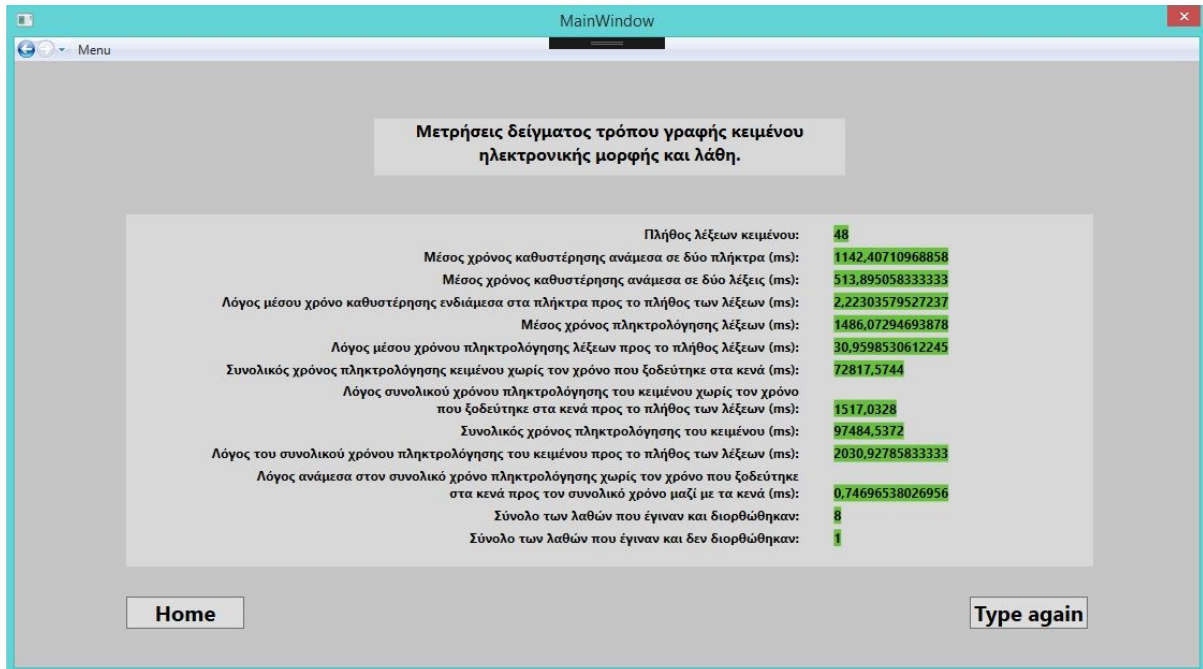 MainWindow
Menu
Μετρήσεις δείγματος τρόπου γραφής κειμένου
ηλεκτρονικής μορφής και λάθη.
Πλήθος λέξεων κειμένου: 48
Μέσος χρόνος καθυστέρησης ανάμεσα σε δύο πλήκτρα (ms): 1142,40710968858
Μέσος χρόνος καθυστέρησης ανάμεσα σε δύο λέξεις (ms): 513,895058333333
Λόγος μέσου χρόνο καθυστέρησης ενδιάμεσα στα πλήκτρα προς το πλήθος των λέξεων (ms): 2,22303579527237
Μέσος χρόνος πληκτρολόγησης λέξεων (ms): 1486,07294693878
Λόγος μέσου χρόνου πληκτρολόγησης λέξεων προς το πλήθος λέξεων (ms): 30,9598530612245
Συνολικός χρόνος πληκτρολόγησης κειμένου χωρίς τον χρόνο που ξοδεύτηκε στα κενά (ms): 72817,5744
Λόγος συνολικού χρόνου πληκτρολόγησης του κειμένου χωρίς τον χρόνο
που ξοδεύτηκε στα κενά προς το πλήθος των λέξεων (ms): 1517,0328
Συνολικός χρόνος πληκτρολόγησης του κειμένου (ms): 97484,5372
Λόγος του συνολικού χρόνου πληκτρολόγησης του κειμένου προς το πλήθος των λέξεων (ms): 2030,92785833333
Λόγος ανάμεσα στον συνολικό χρόνο πληκτρολόγησης χωρίς τον χρόνο που ξοδεύτηκε
στα κενά προς τον συνολικό χρόνο μαζί με τα κενά (ms): 0,74696538026956
Σύνολο των λαθών που έγιναν και διορθώθηκαν: 8
Σύνολο των λαθών που έγιναν και δεν διορθώθηκαν: 1
Home
Type again